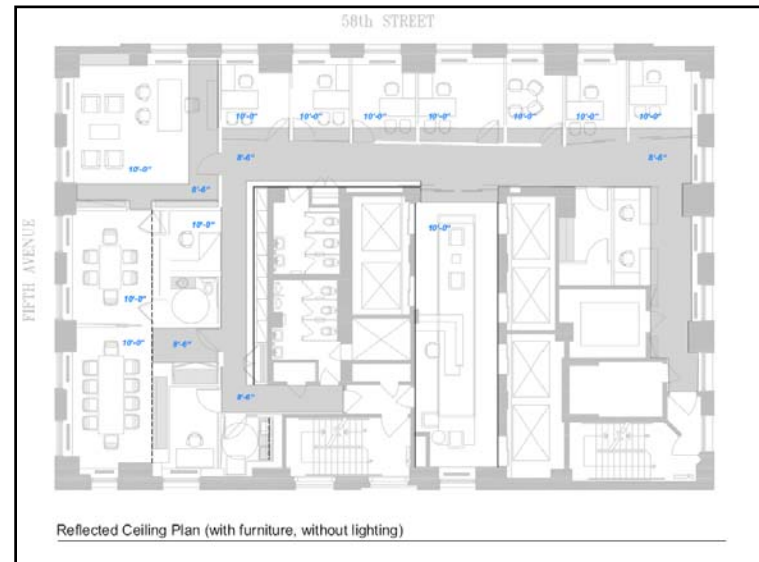 58th STREET
10'-0" 10'-0" 10'-0" 10'-0" 10'-0" 10'-0" 10'-0"
8'-6" 8'-6"
10'-0"
8'-6"
10'-0" 10'-0"
FIFTH AVENUE
10'-0"
10'-0" 8'-6"
8'-6"
Reflected Ceiling Plan (with furniture, without lighting)